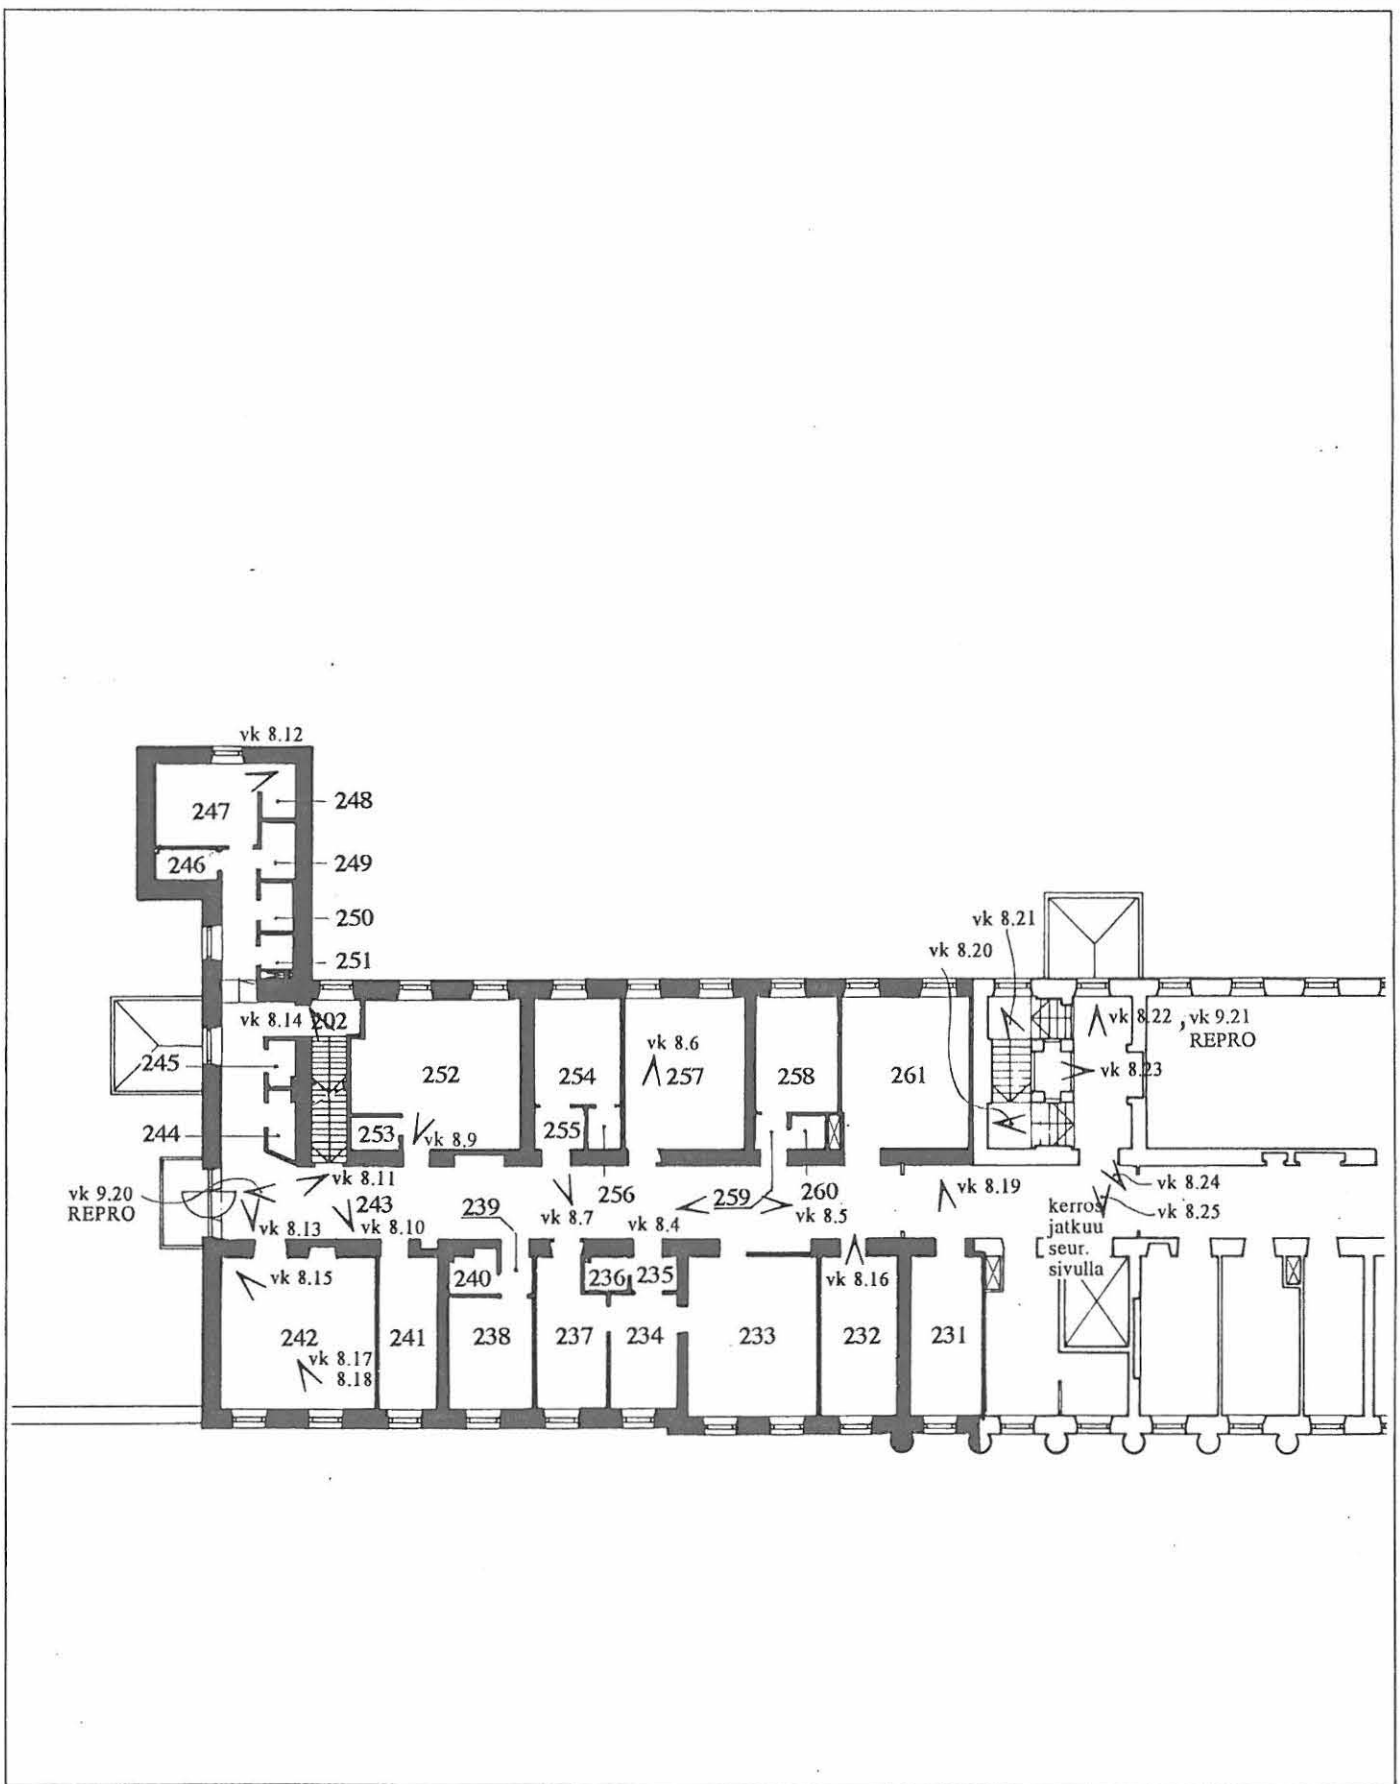 vk 8.12
247
248
246
249
250
251
vk 8.21
vk 8.20
vk 8.14 202
vk 8.22 , vk 9.21
REPRO
vk 8.6
245
252
254
257
258
261
vk 8.23
244
253
vk 8.9
255
vk 9.20
REPRO
vk 8.11
243
239
256
259
260
vk 8.19
vk 8.24
vk 8.13
vk 8.10
vk 8.7
vk 8.4
vk 8.5
kerros
jatkuu
seur.
sivulla
vk 8.25
vk 8.15
240
236
235
vk 8.16
242
241
238
237
234
233
232
231
vk 8.17
8.18